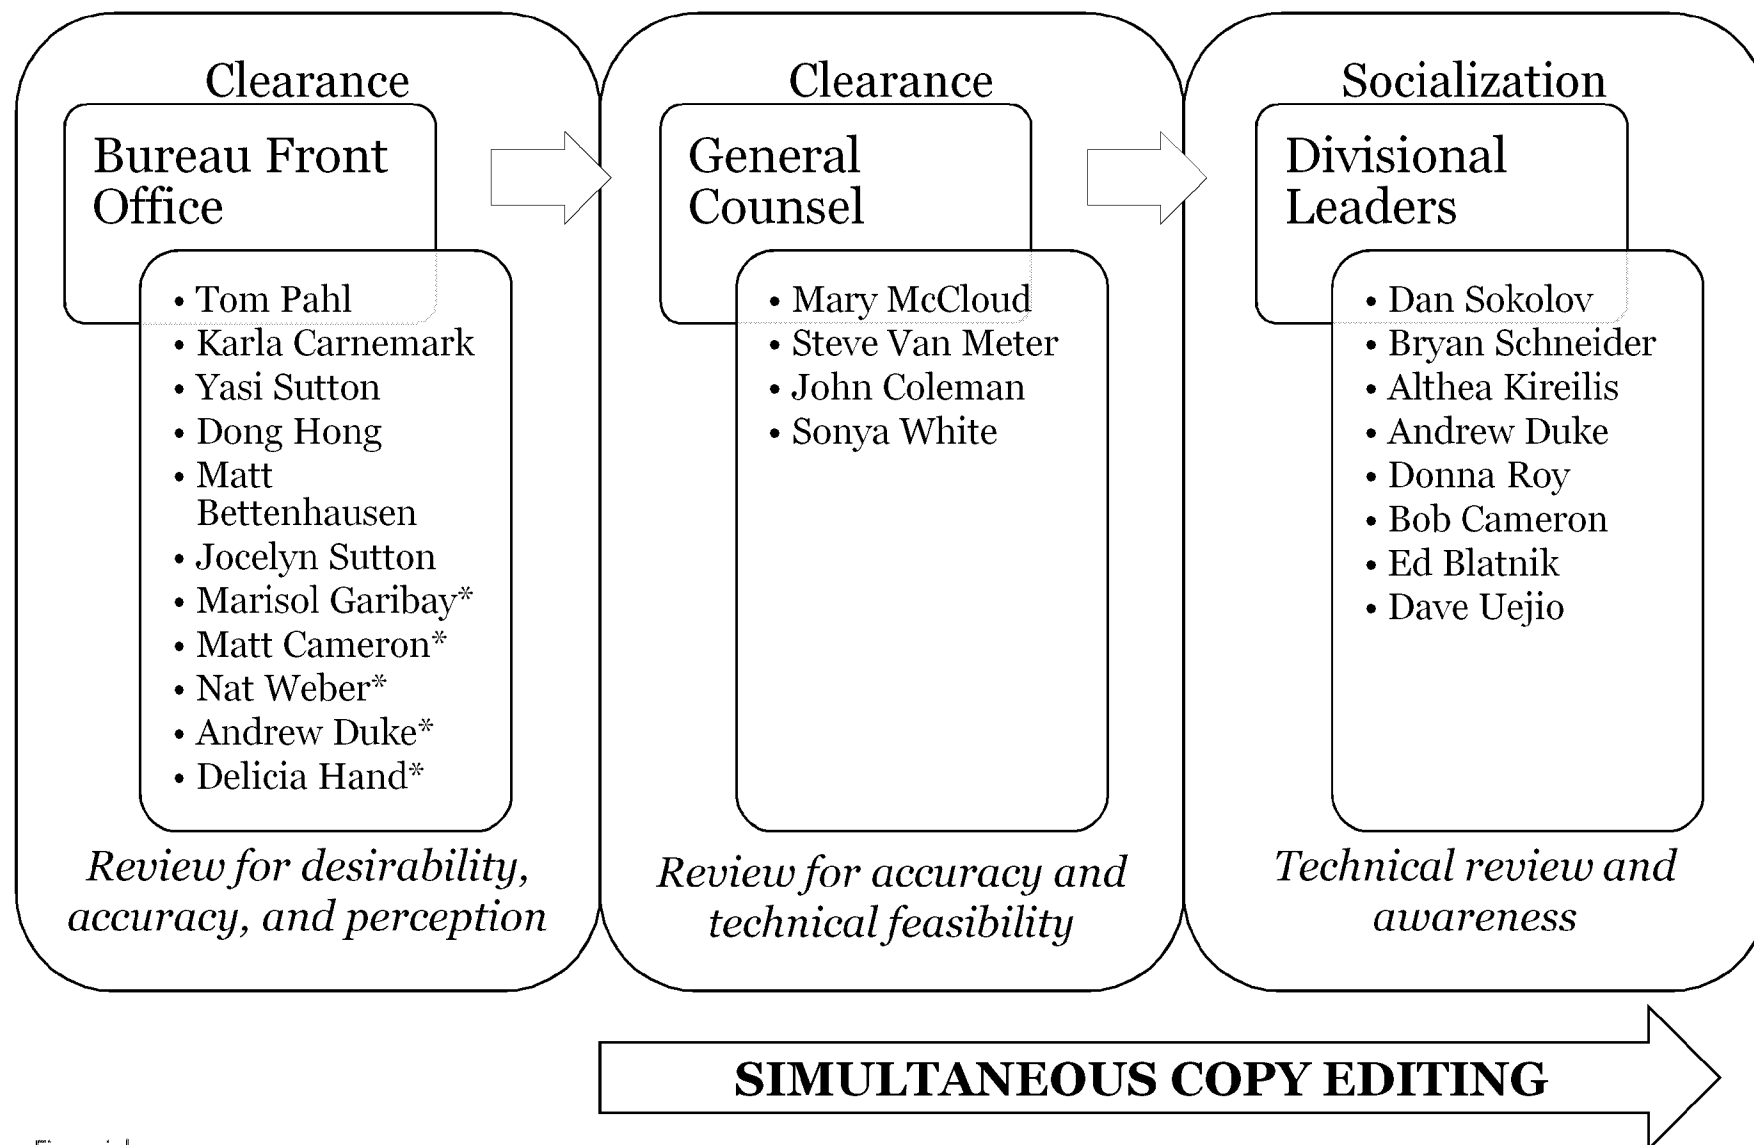 Clearance
Bureau Front
Office
• Tom Pahl
• Karla Carnemark
• Yasi Sutton
• Dong Hong
• Matt
Bettenhausen
• Jocelyn Sutton
• Marisol Garibay*
• Matt Cameron*
• Nat Weber*
• Andrew Duke*
• Delicia Hand*
Review for desirability,
accuracy, and perception
Clearance
General
Counsel
• Mary McCloud
• Steve Van Meter
• John Coleman
• Sonya White
Review for accuracy and
technical feasibility
Socialization
Divisional
Leaders
• Dan Sokolov
• Bryan Schneider
• Althea Kireilis
• Andrew Duke
• Donna Roy
• Bob Cameron
• Ed Blatnik
• Dave Uejio
Technical review and
awareness
SIMULTANEOUS COPY EDITING